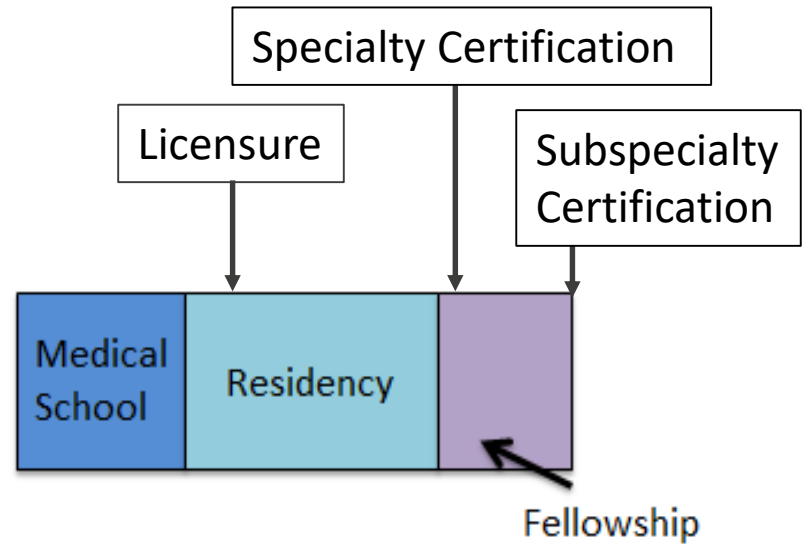 Specialty Certification
Licensure
Subspecialty
Certification
Medical
School
Residency
Fellowship